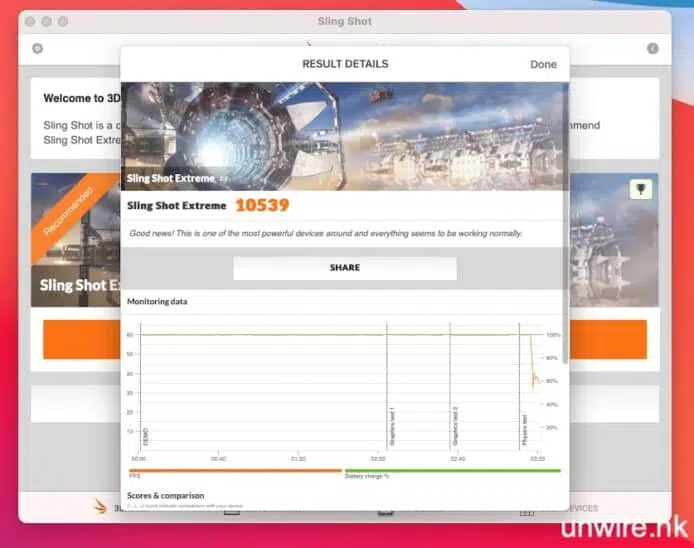 Sling Shot
RESULT DETAILS
Done
Welcome to 3D
Sling Shot is a
mmend
Sling Shot Extre
Recommended
Sling Shot E
Sling Shot Extreme
Sling Shot Extreme 10539
Good news! This is one of the most powerful devices around and everything seems to be working normally.
SHARE
Monitoring data
60
50
40
30
20
10
100%
80%
60%
40%
20%
DEMO
Graphics test 1
Graphics test 2
Physics test
00:00
00:40
01:20
02:00
02:40
03:20
FPS
Battery charge %
Scores & comparison
DEVICES
unwire.hk